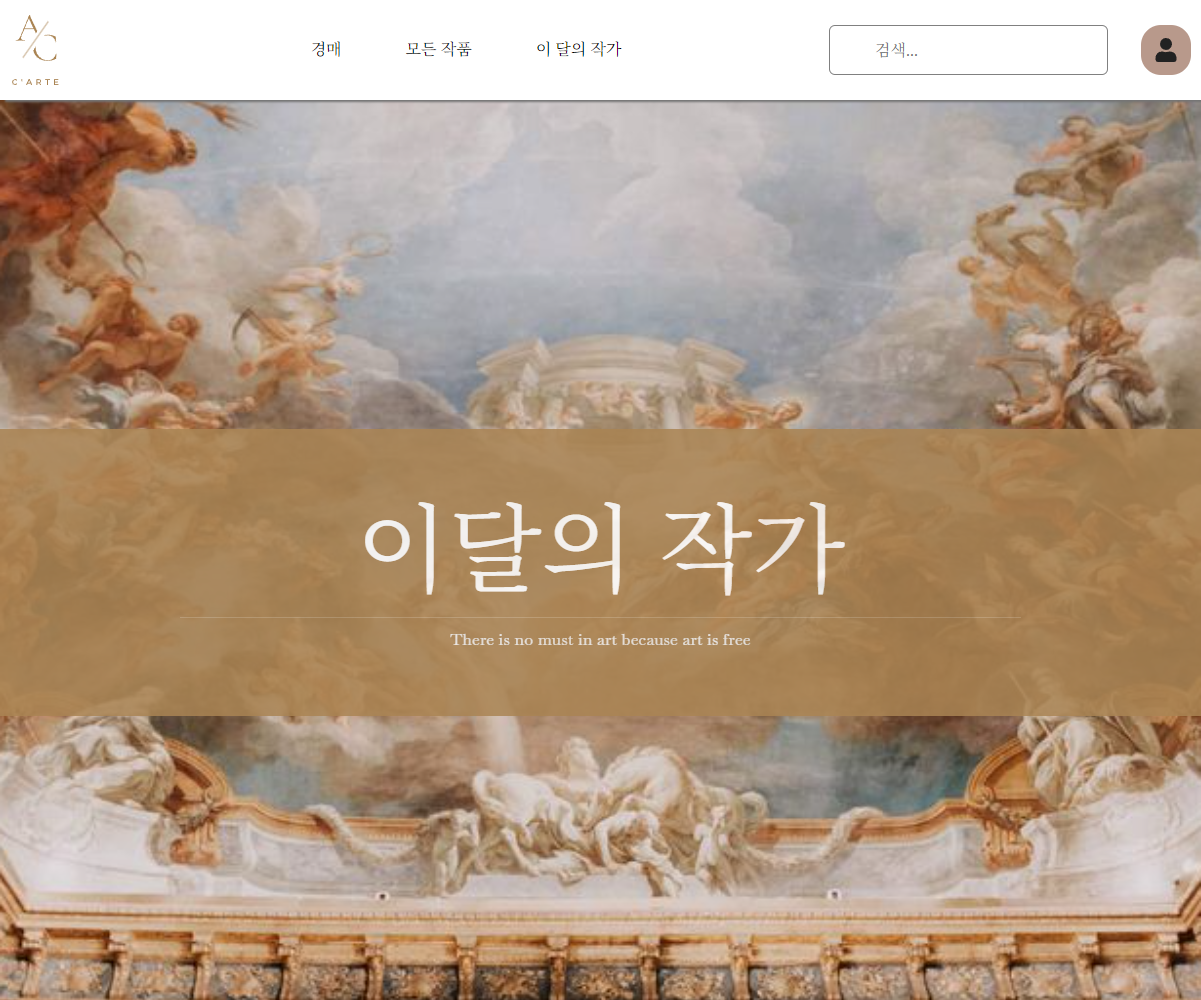 A/C
C'ARTE
경매
모든 작품
이 달의 작가
검색...
이달의 작가
There is no must in art because art is free